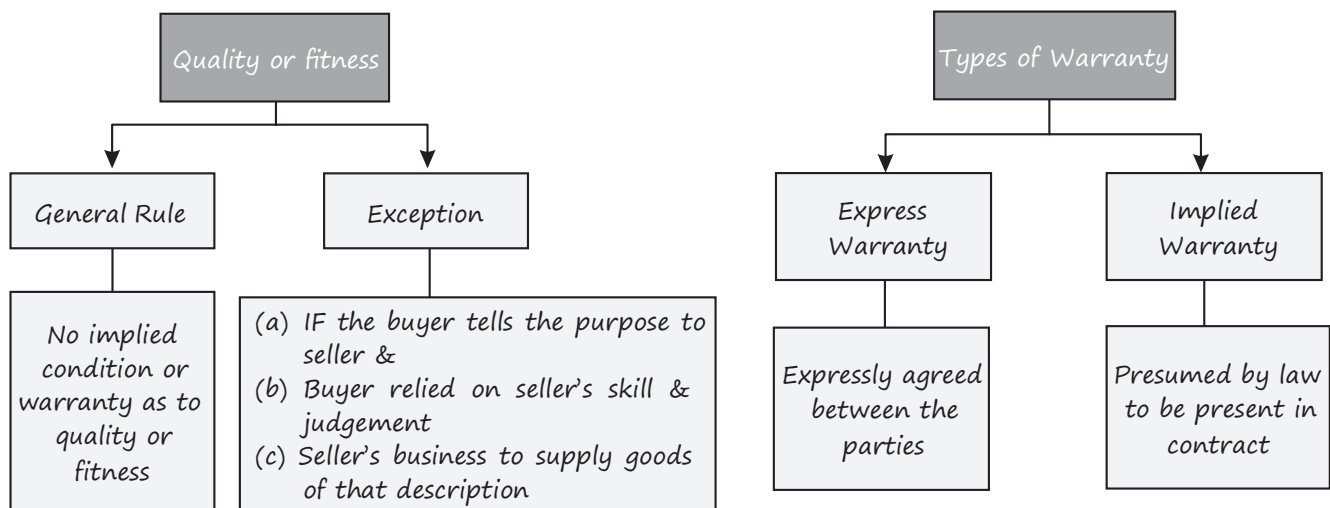 Quality or fitness
General Rule
Exception
No implied
condition or
warranty as to
quality or
fitness
(a) IF the buyer tells the purpose to
seller &
(b) Buyer relied on seller's skill &
judgement
(c) Seller's business to supply goods
of that description
Types of Warranty
Express
Warranty
Implied
Warranty
Expressly agreed
between the
parties
Presumed by law
to be present in
contract